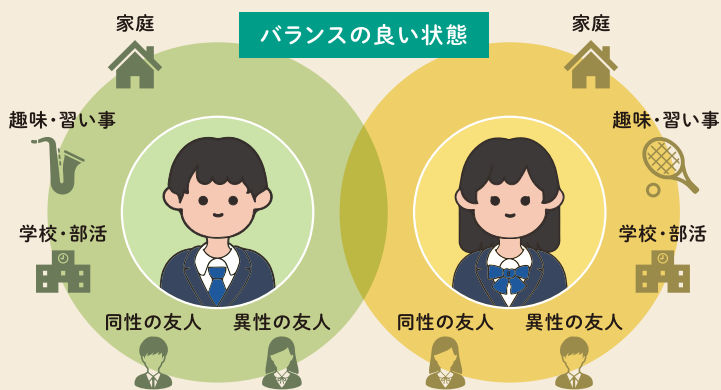 バランスの良い状態
家庭
趣味・習い事
学校・部活
同性の友人
異性の友人
家庭
趣味・習い事
学校・部活
同性の友人
異性の友人